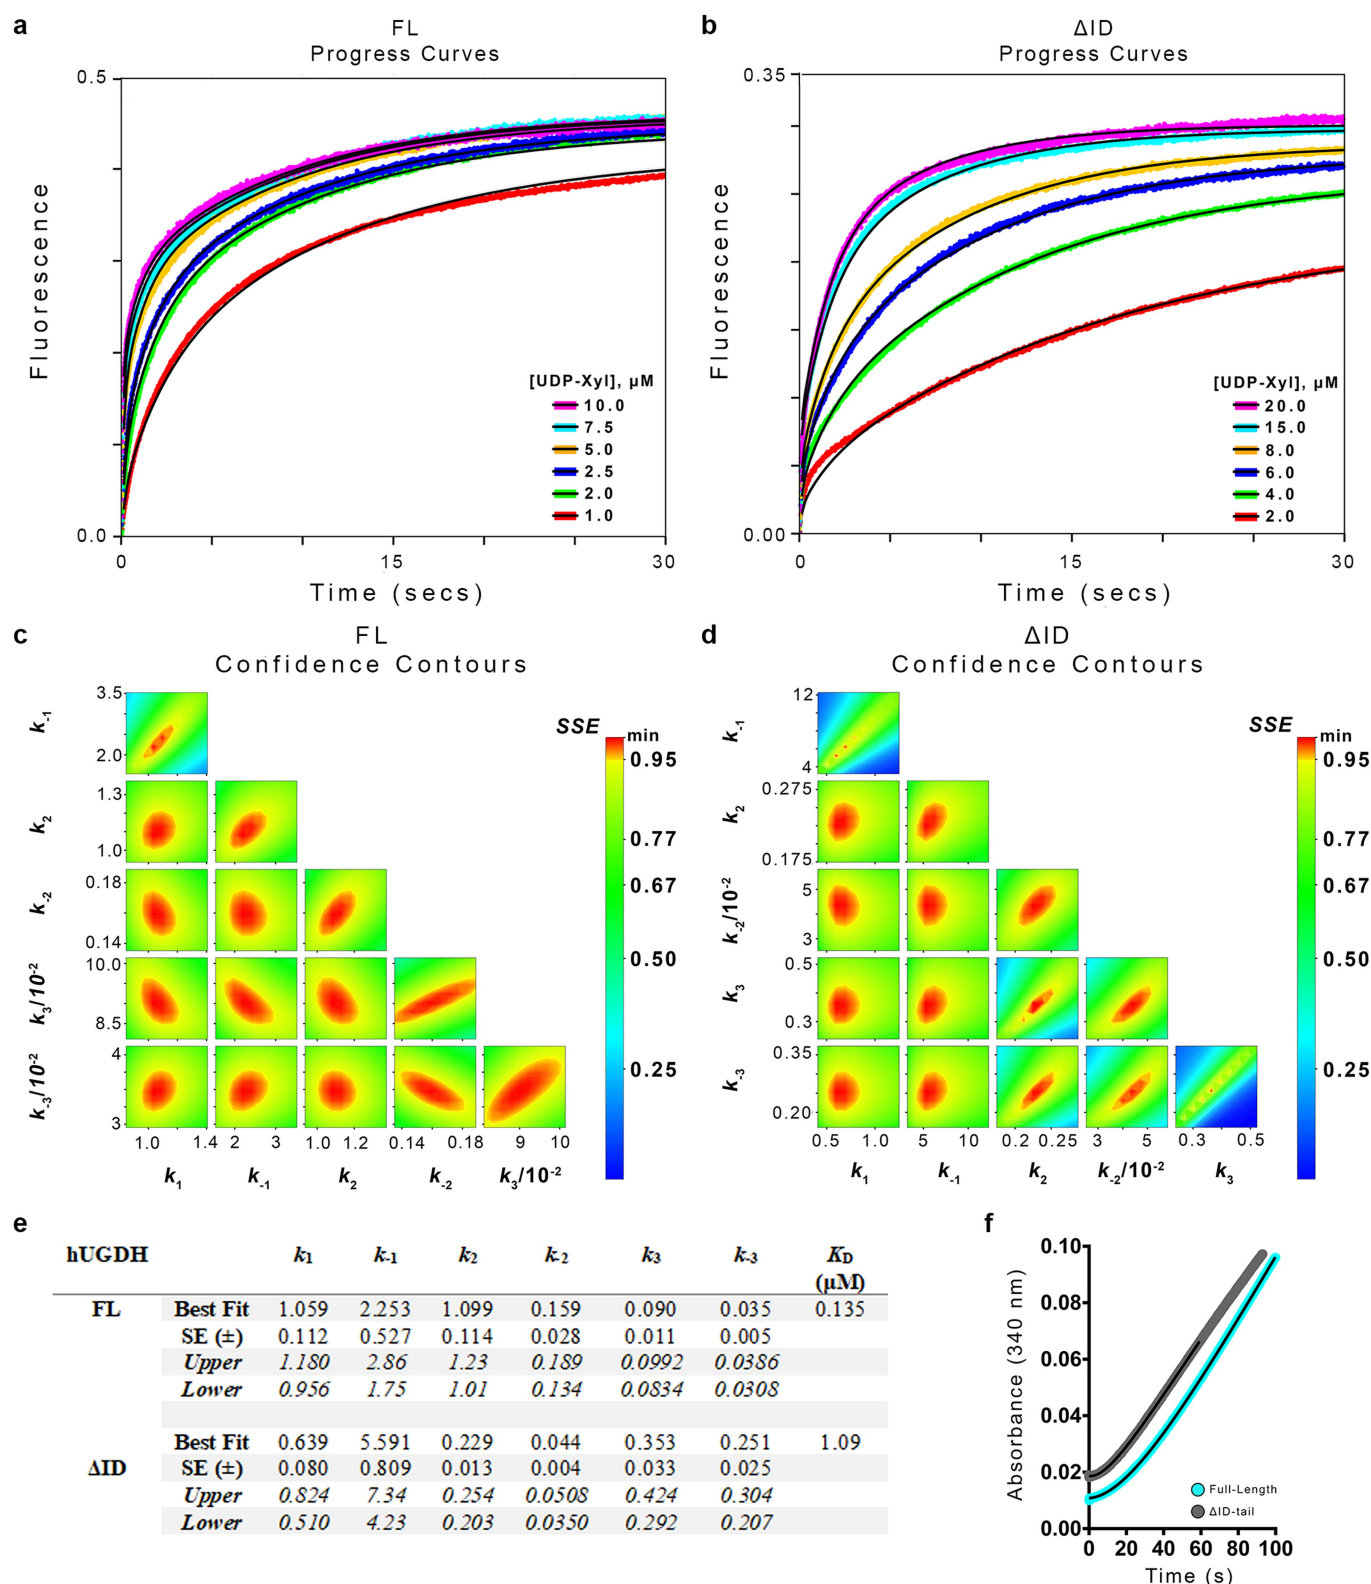 a
FL
Progress Curves
0.5
Fluorescence
0.0
0
15
30
Time (secs)
[UDP-Xyl], μM
10.0
7.5
5.0
2.5
2.0
1.0
b
ΔID
Progress Curves
0.35
Fluorescence
0.00
0
15
30
Time (secs)
[UDP-Xyl], μM
20.0
15.0
8.0
6.0
4.0
2.0
c
FL
Confidence Contours
k-1
3.5
2.0
k2
1.3
1.0
k-2
0.18
0.14
k3/10-2
10.0
8.5
k-3/10-2
4
3
1.0 1.4 2 3 1.0 1.2 0.14 0.18 9 10
k1 k-1 k2 k-2 k3/10-2
SSE
min
0.95
0.77
0.67
0.50
0.25
d
ΔID
Confidence Contours
k-1
12
4
k2
0.275
0.175
k-2/10-2
5
3
k3
0.5
0.3
k-3
0.35
0.20
0.5 1.0 5 10 0.2 0.25 3 5 0.3 0.5
k1 k-1 k2 k-2/10-2 k3
SSE
min
0.95
0.77
0.67
0.50
0.25
e
hUGDH k1 k-1 k2 k-2 k3 k-3 KD
(μM)
FL Best Fit 1.059 2.253 1.099 0.159 0.090 0.035 0.135
SE (±) 0.112 0.527 0.114 0.028 0.011 0.005
Upper 1.180 2.86 1.23 0.189 0.0992 0.0386
Lower 0.956 1.75 1.01 0.134 0.0834 0.0308
Best Fit 0.639 5.591 0.229 0.044 0.353 0.251 1.09
ΔID SE (±) 0.080 0.809 0.013 0.004 0.033 0.025
Upper 0.824 7.34 0.254 0.0508 0.424 0.304
Lower 0.510 4.23 0.203 0.0350 0.292 0.207
f
Absorbance (340 nm)
0.10
0.08
0.06
0.04
0.02
0.00
0 20 40 60 80 100
Time (s)
Full-Length
ΔID-tail